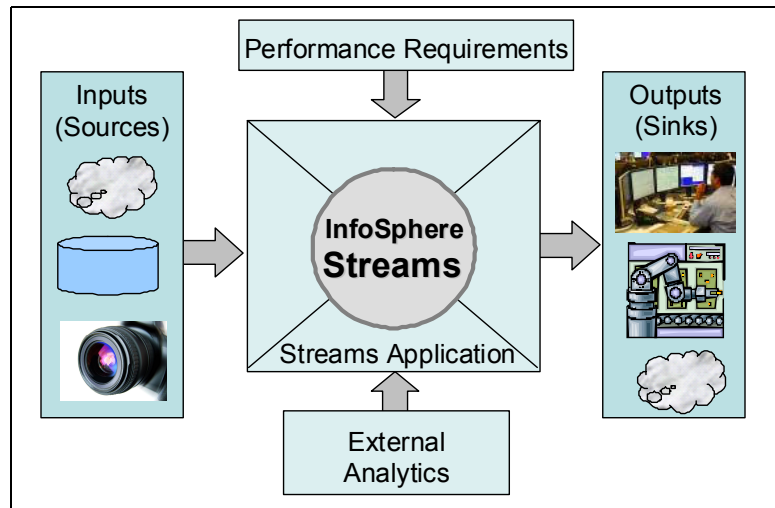 Performance Requirements
Inputs
(Sources)
Outputs
(Sinks)
InfoSphere
Streams
Streams Application
External
Analytics